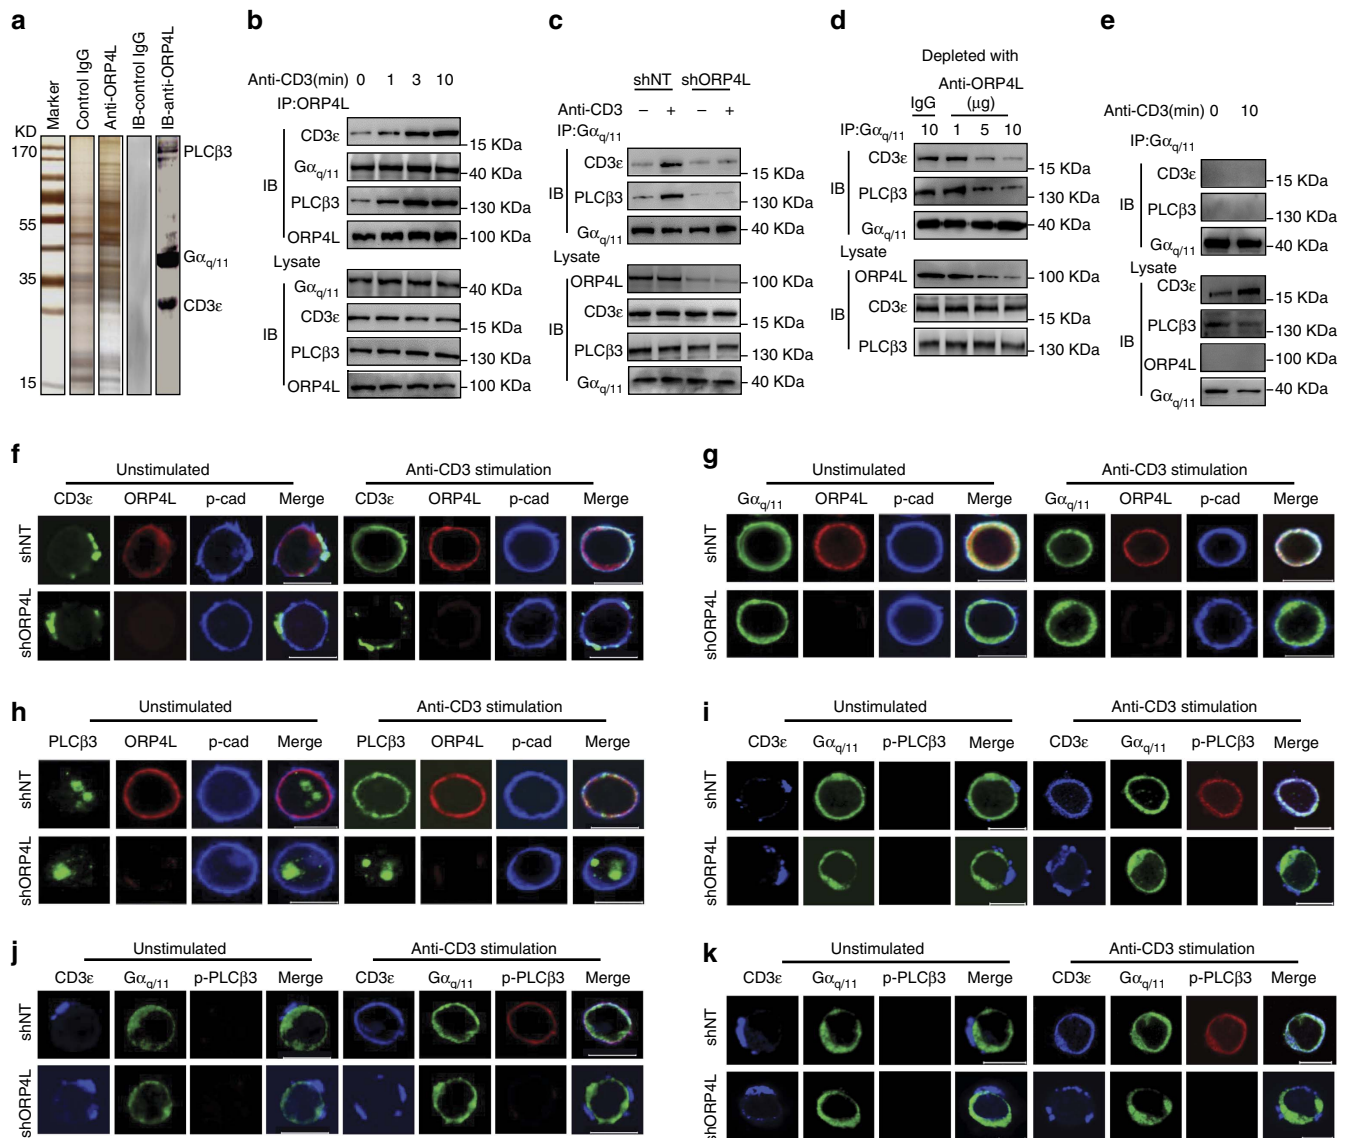 a
Marker
Control IgG
Anti-ORP4L
IB-control IgG
IB-anti-ORP4L
KD
170
55
35
15
PLCβ3
Gαq/11
CD3ε
b
Anti-CD3(min) 0 1 3 10
IP:ORP4L
IB
CD3ε
15 KDa
Gαq/11
40 KDa
PLCβ3
130 KDa
ORP4L
100 KDa
Lysate
IB
Gαq/11
40 KDa
CD3ε
15 KDa
PLCβ3
130 KDa
ORP4L
100 KDa
c
shNT shORP4L
Anti-CD3 – + – +
IP:Gαq/11
IB
CD3ε
15 KDa
PLCβ3
130 KDa
Gαq/11
40 KDa
Lysate
IB
ORP4L
100 KDa
CD3ε
15 KDa
PLCβ3
130 KDa
Gαq/11
40 KDa
d
Depleted with
Anti-ORP4L
IgG (μg)
IP:Gαq/11 10 1 5 10
IB
CD3ε
15 KDa
PLCβ3
130 KDa
Gαq/11
40 KDa
Lysate
IB
ORP4L
100 KDa
CD3ε
15 KDa
PLCβ3
130 KDa
e
Anti-CD3(min) 0 10
IP:Gαq/11
IB
CD3ε
15 KDa
PLCβ3
130 KDa
Gαq/11
40 KDa
Lysate
IB
CD3ε
15 KDa
PLCβ3
130 KDa
ORP4L
100 KDa
Gαq/11
40 KDa
f
Unstimulated Anti-CD3 stimulation
CD3ε ORP4L p-cad Merge CD3ε ORP4L p-cad Merge
shNT
shORP4L
g
Unstimulated Anti-CD3 stimulation
Gαq/11 ORP4L p-cad Merge Gαq/11 ORP4L p-cad Merge
shNT
shORP4L
h
Unstimulated Anti-CD3 stimulation
PLCβ3 ORP4L p-cad Merge PLCβ3 ORP4L p-cad Merge
shNT
shORP4L
i
Unstimulated Anti-CD3 stimulation
CD3ε Gαq/11 p-PLCβ3 Merge CD3ε Gαq/11 p-PLCβ3 Merge
shNT
shORP4L
j
Unstimulated Anti-CD3 stimulation
CD3ε Gαq/11 p-PLCβ3 Merge CD3ε Gαq/11 p-PLCβ3 Merge
shNT
shORP4L
k
Unstimulated Anti-CD3 stimulation
CD3ε Gαq/11 p-PLCβ3 Merge CD3ε Gαq/11 p-PLCβ3 Merge
shNT
shORP4L